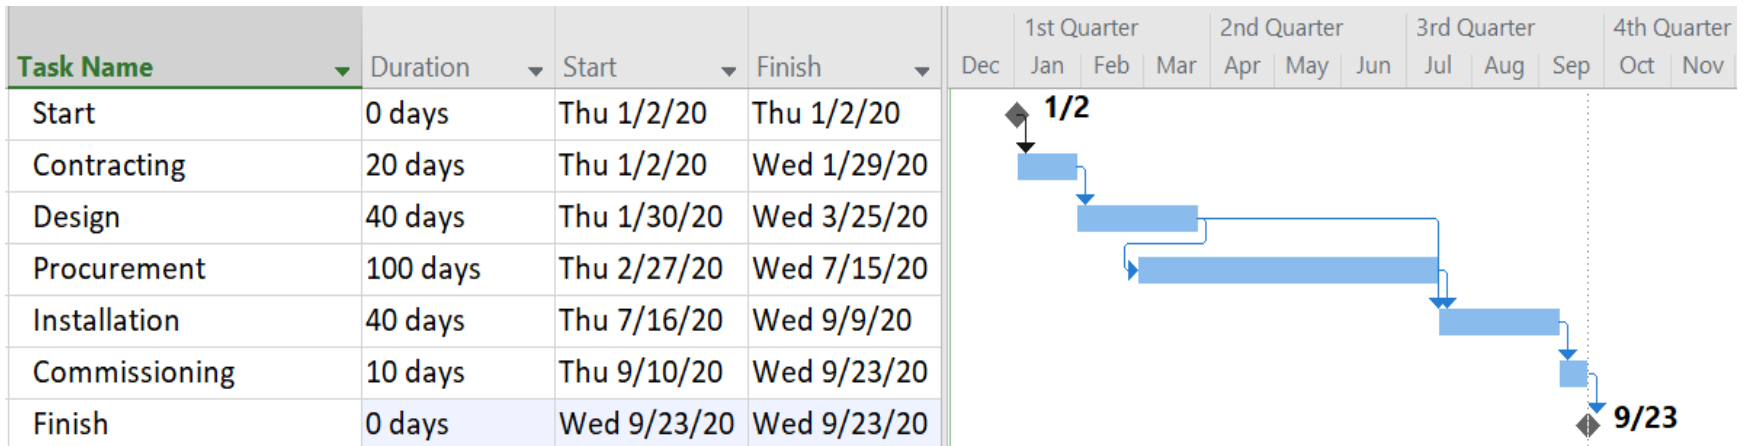 1st Quarter 2nd Quarter 3rd Quarter 4th Quarter
Task Name Duration Start Finish Dec Jan Feb Mar Apr May Jun Jul Aug Sep Oct Nov
Start 0 days Thu 1/2/20 Thu 1/2/20 1/2
Contracting 20 days Thu 1/2/20 Wed 1/29/20
Design 40 days Thu 1/30/20 Wed 3/25/20
Procurement 100 days Thu 2/27/20 Wed 7/15/20
Installation 40 days Thu 7/16/20 Wed 9/9/20
Commissioning 10 days Thu 9/10/20 Wed 9/23/20
Finish 0 days Wed 9/23/20 Wed 9/23/20 9/23